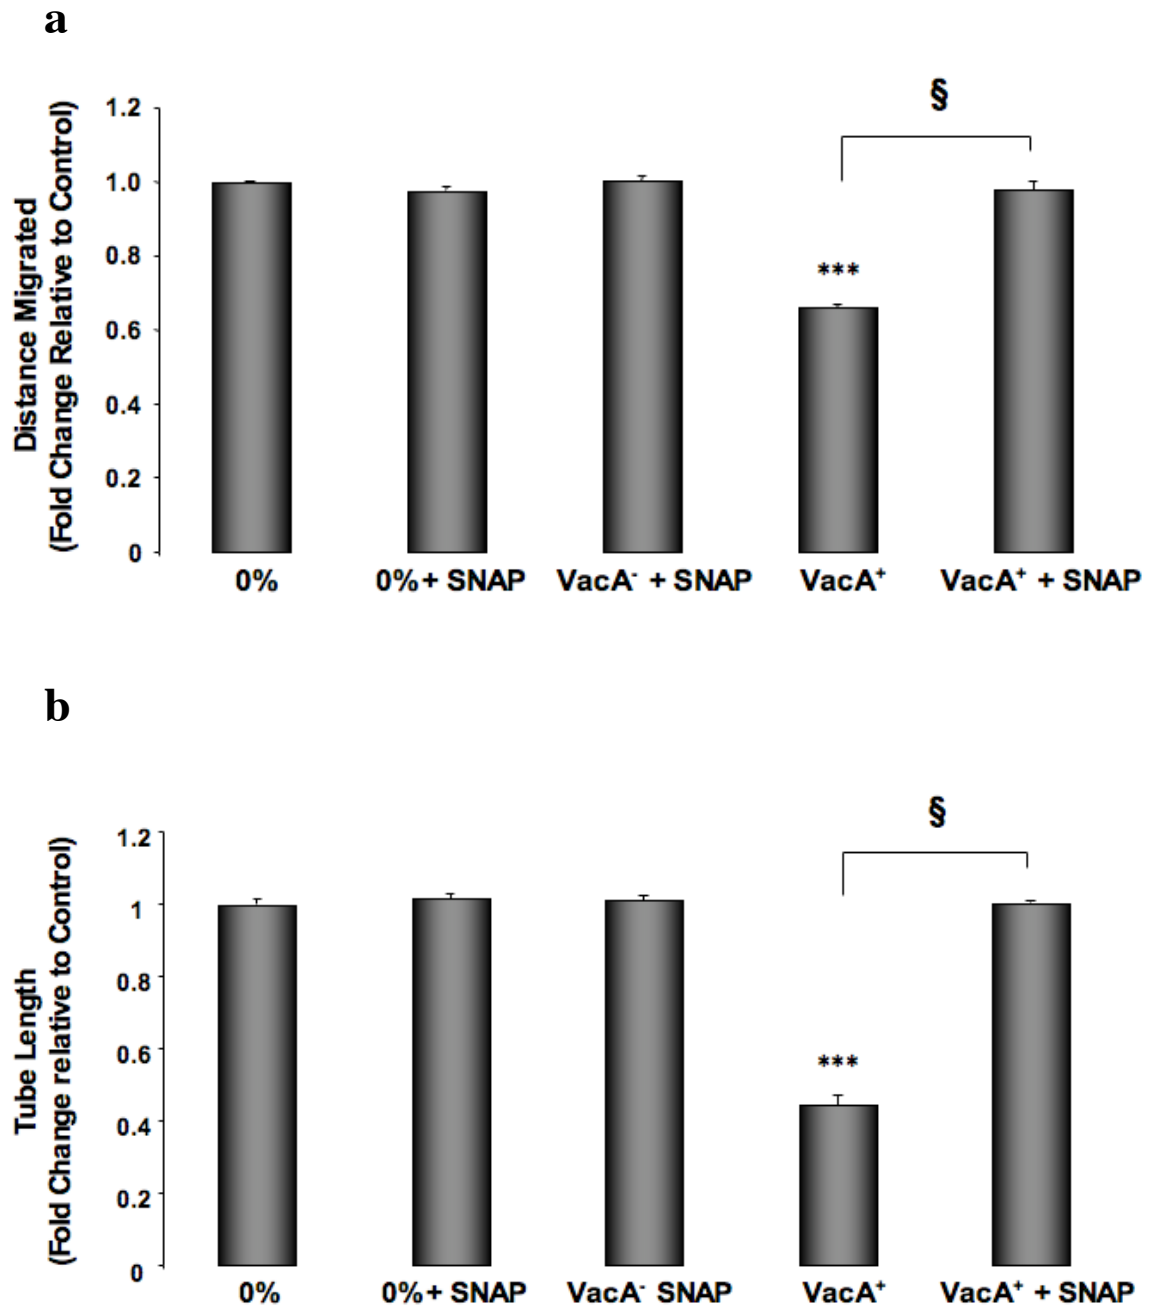 a
§
Distance Migrated
(Fold Change Relative to Control)
1.2
1.0
0.8
0.6
0.4
0.2
0
***
0%
0%+ SNAP
VacA⁻ + SNAP
VacA⁺
VacA⁺ + SNAP
b
§
Tube Length
(Fold Change relative to Control)
1.2
1
0.8
0.6
0.4
0.2
0
***
0%
0%+ SNAP
VacA⁻ SNAP
VacA⁺
VacA⁺ + SNAP